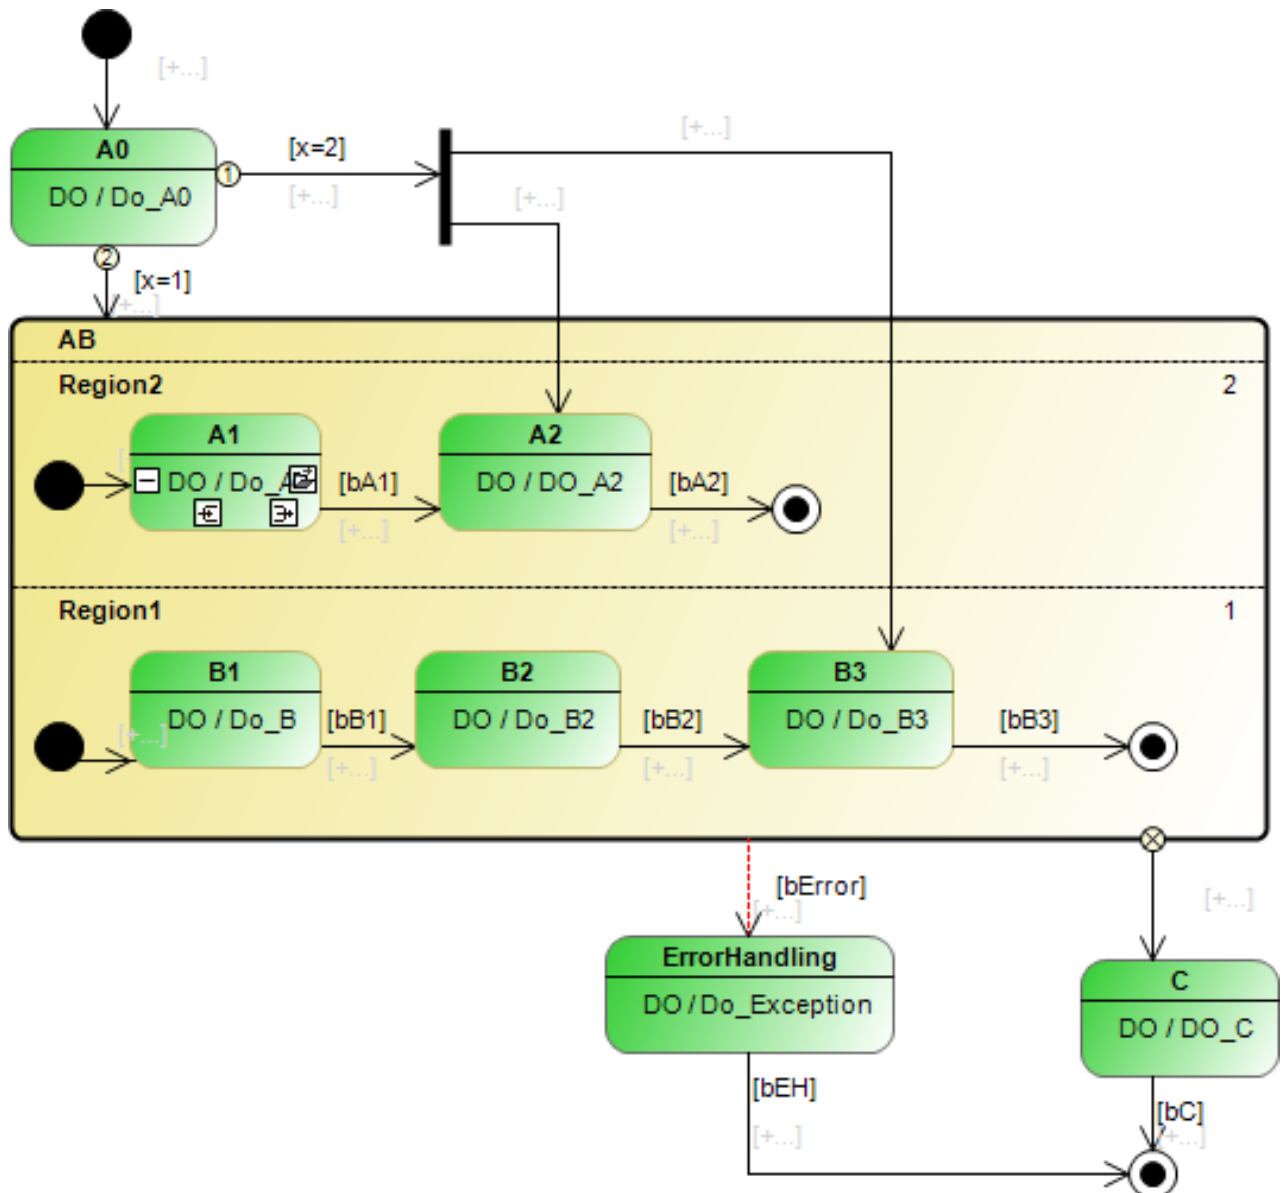 [+...]
A0
DO / Do_A0
1
[x=2]
[+...]
[+...]
[+...]
2
[x=1]
[+...]
AB
Region2
2
A1
DO / Do_A
[bA1]
[+...]
A2
DO / DO_A2
[bA2]
[+...]
Region1
1
[+...]
B1
DO / Do_B
[bB1]
[+...]
B2
DO / Do_B2
[bB2]
[+...]
B3
DO / Do_B3
[bB3]
[+...]
[bError]
[+...]
[+...]
ErrorHandling
DO / Do_Exception
C
DO / DO_C
[bEH]
[+...]
[bC]
[+...]